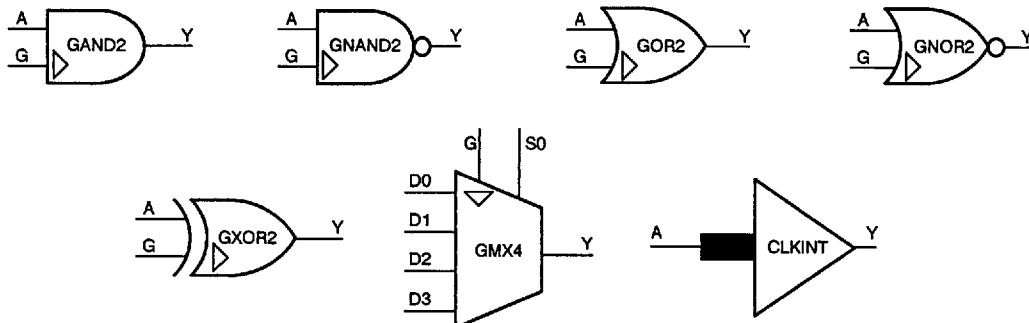 A
G
GAND2
Y
A
G
GNAND2
Y
A
G
GOR2
Y
A
G
GNOR2
Y
A
G
GXOR2
Y
G
S0
D0
D1
D2
D3
GMX4
Y
A
CLKINT
Y